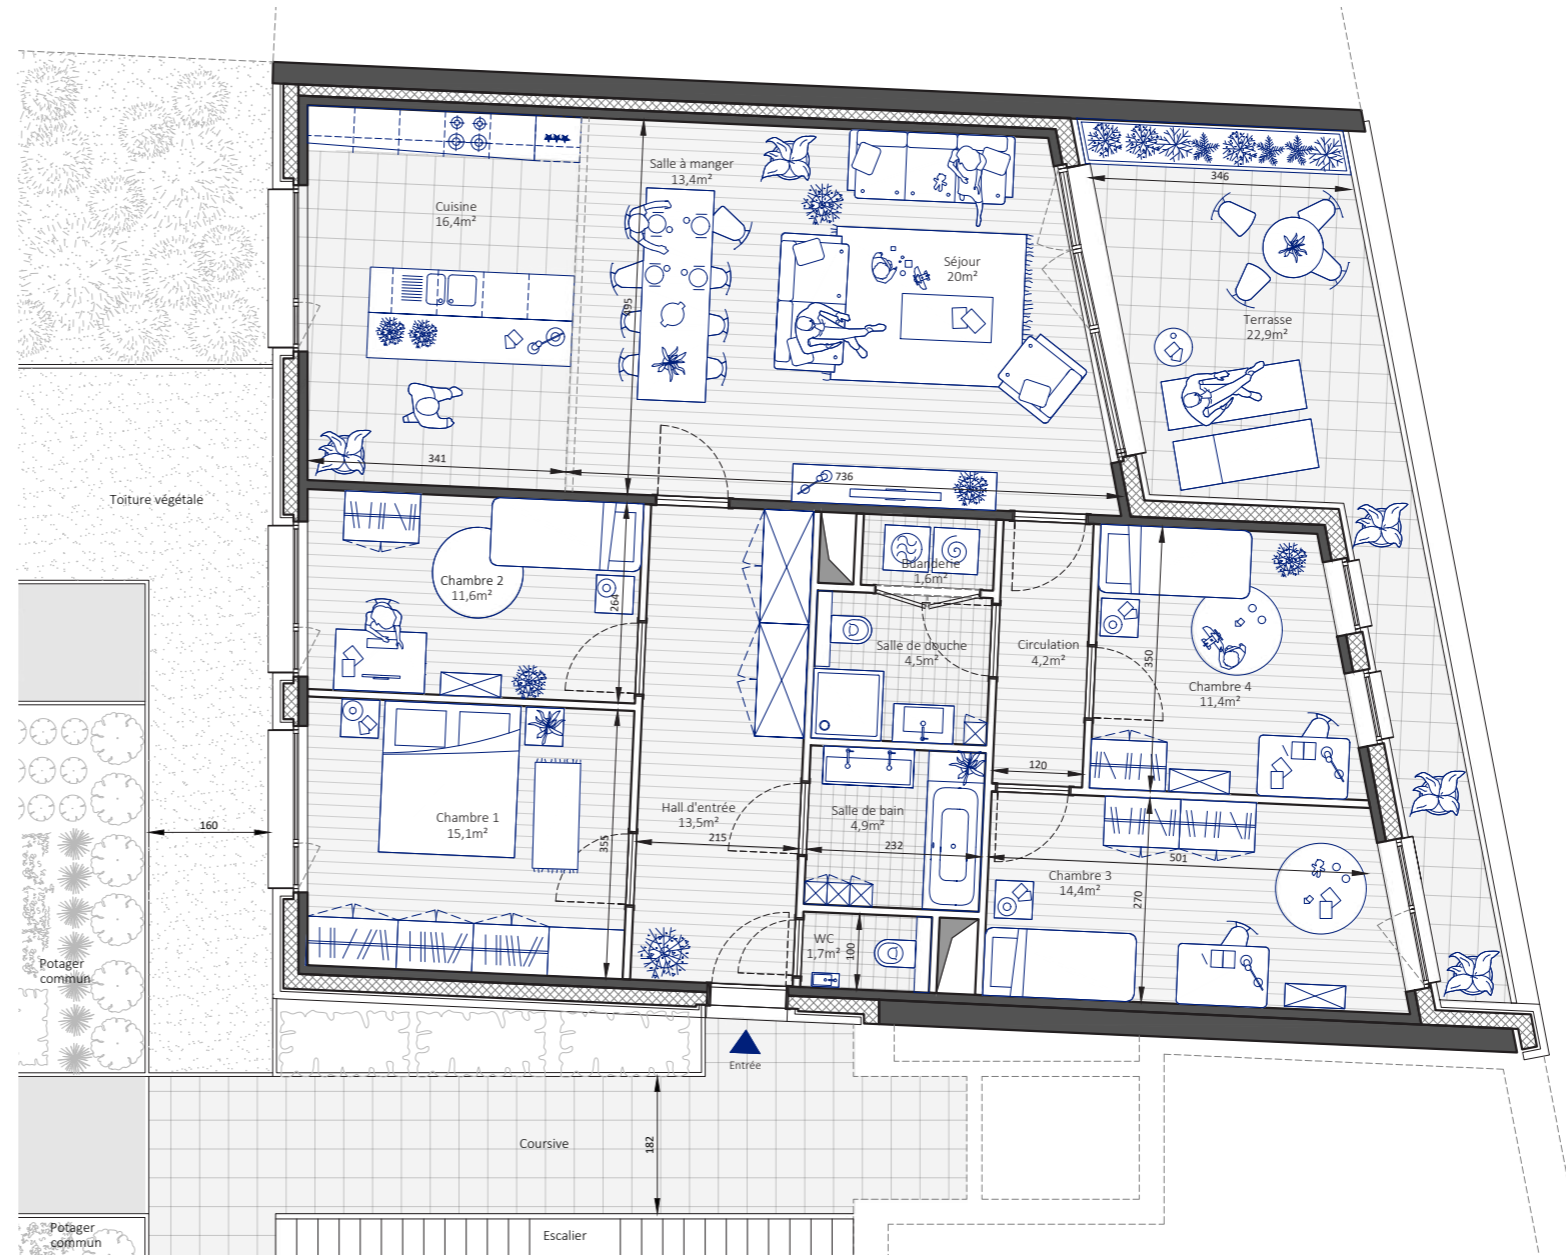 Salle à manger
13,4m²
346
Cuisine
16,4m²
495
Séjour
20m²
Terrasse
22,9m²
341
736
Toiture végétale
Chambre 2
11,6m²
264
Buanderie
1,6m²
Salle de douche
4,5m²
Circulation
4,2m²
350
Chambre 4
11,4m²
120
Chambre 1
15,1m²
355
Hall d'entrée
13,5m²
215
Salle de bain
4,9m²
232
160
501
Chambre 3
14,4m²
270
WC
1,7m²
100
Potager
commun
Entrée
Coursive
182
Potager
commun
Escalier